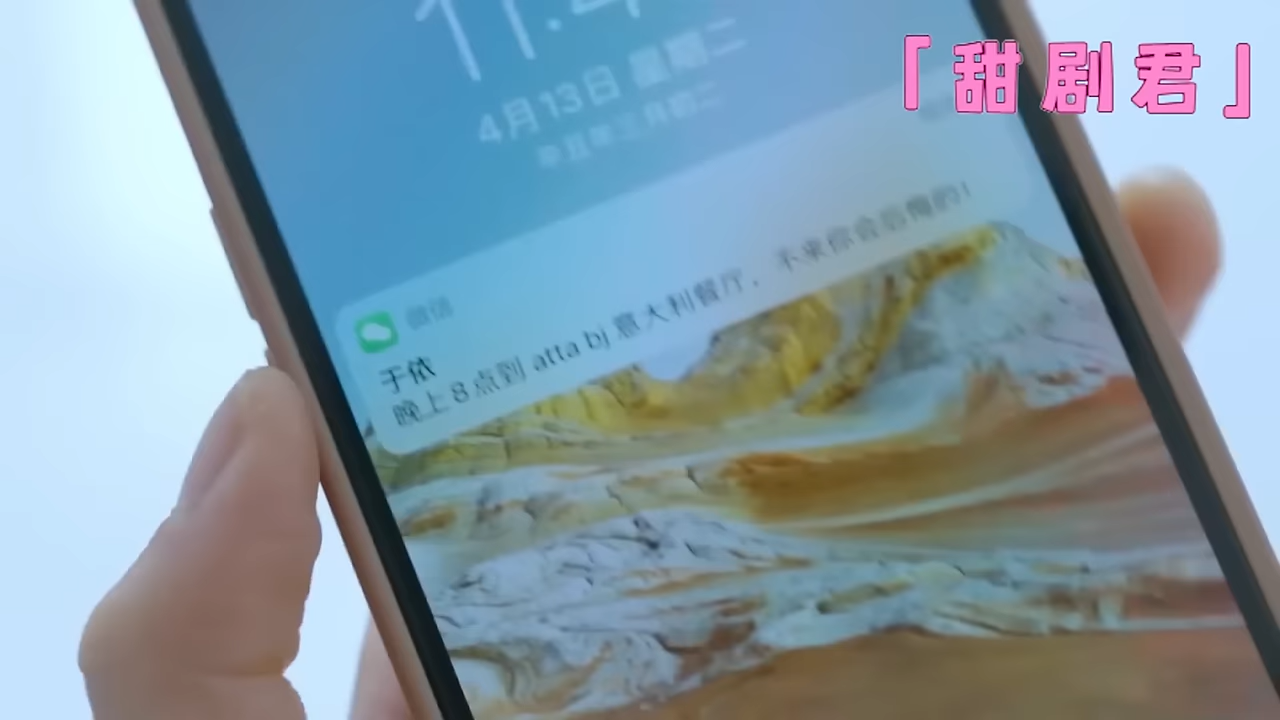 「甜剧君」
4月13日 星期二
辛丑年三月初二
微信
于依
晚上8点到 atta bj 意大利餐厅，不来你会后悔的！